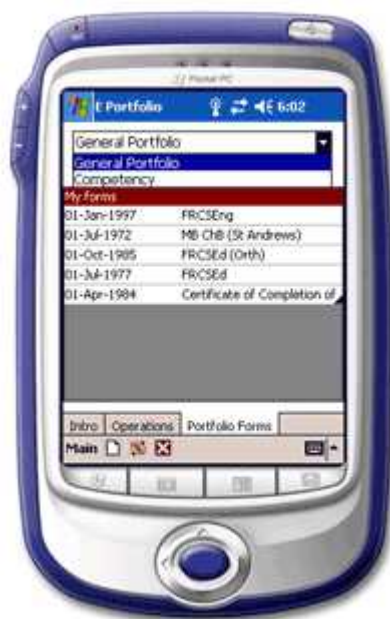 Pocket PC
E Portfolio 6:02
General Portfolio
General Portfolio
Competency
My forms
01-Jan-1997 FRCSEng
01-Jul-1972 MB ChB (St Andrews)
01-Oct-1985 FRCSEd (Orth)
01-Jul-1977 FRCSEd
01-Apr-1984 Certificate of Completion of
Intro Operations Portfolio Forms
Main